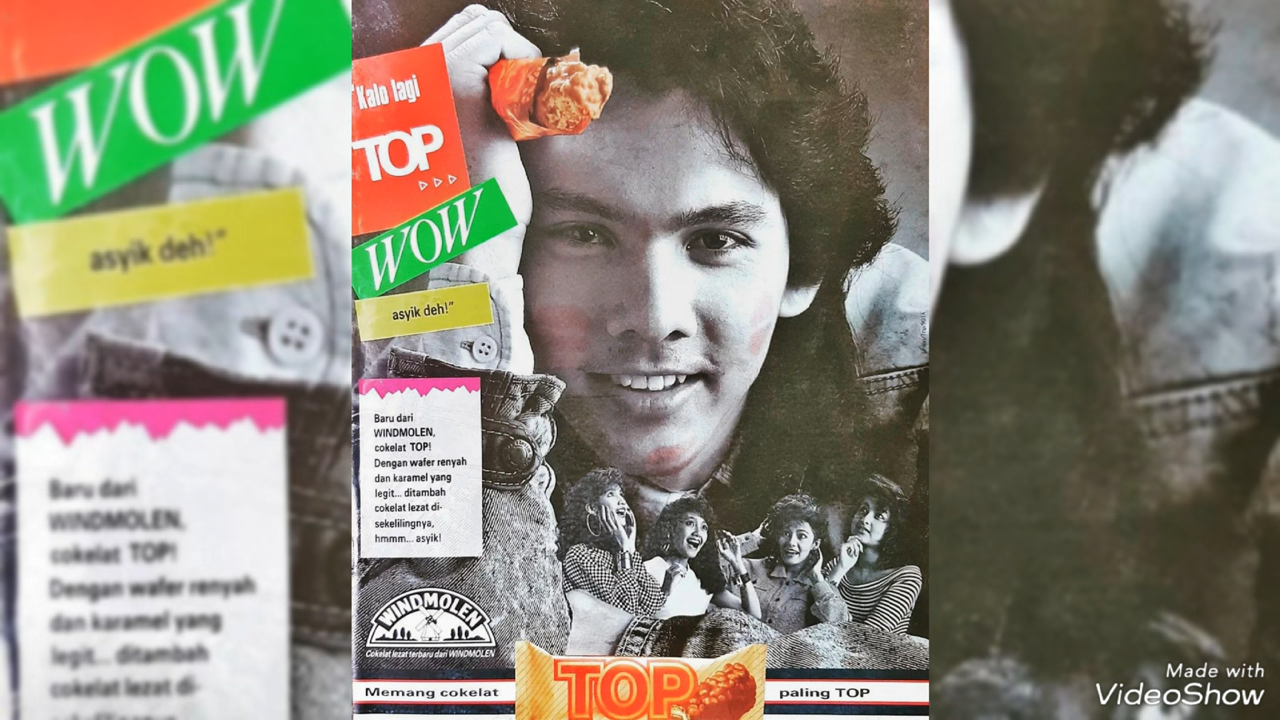 "Kalo lagi
TOP
WOW
asyik deh!"
Baru dari
WINDMOLEN,
cokelat TOP!
Dengan wafer renyah
dan karamel yang
legit... ditambah
cokelat lezat di-
sekelilingnya,
hmmm... asyik!
WINDMOLEN
Cokelat lezat terbaru dari WINDMOLEN
Memang cokelat
TOP
paling TOP
WOW
asyik deh!"
Baru dari
WINDMOLEN,
cokelat TOP!
Dengan wafer renyah
dan karamel yang
legit... ditambah
cokelat lezat di-
Made with
VideoShow